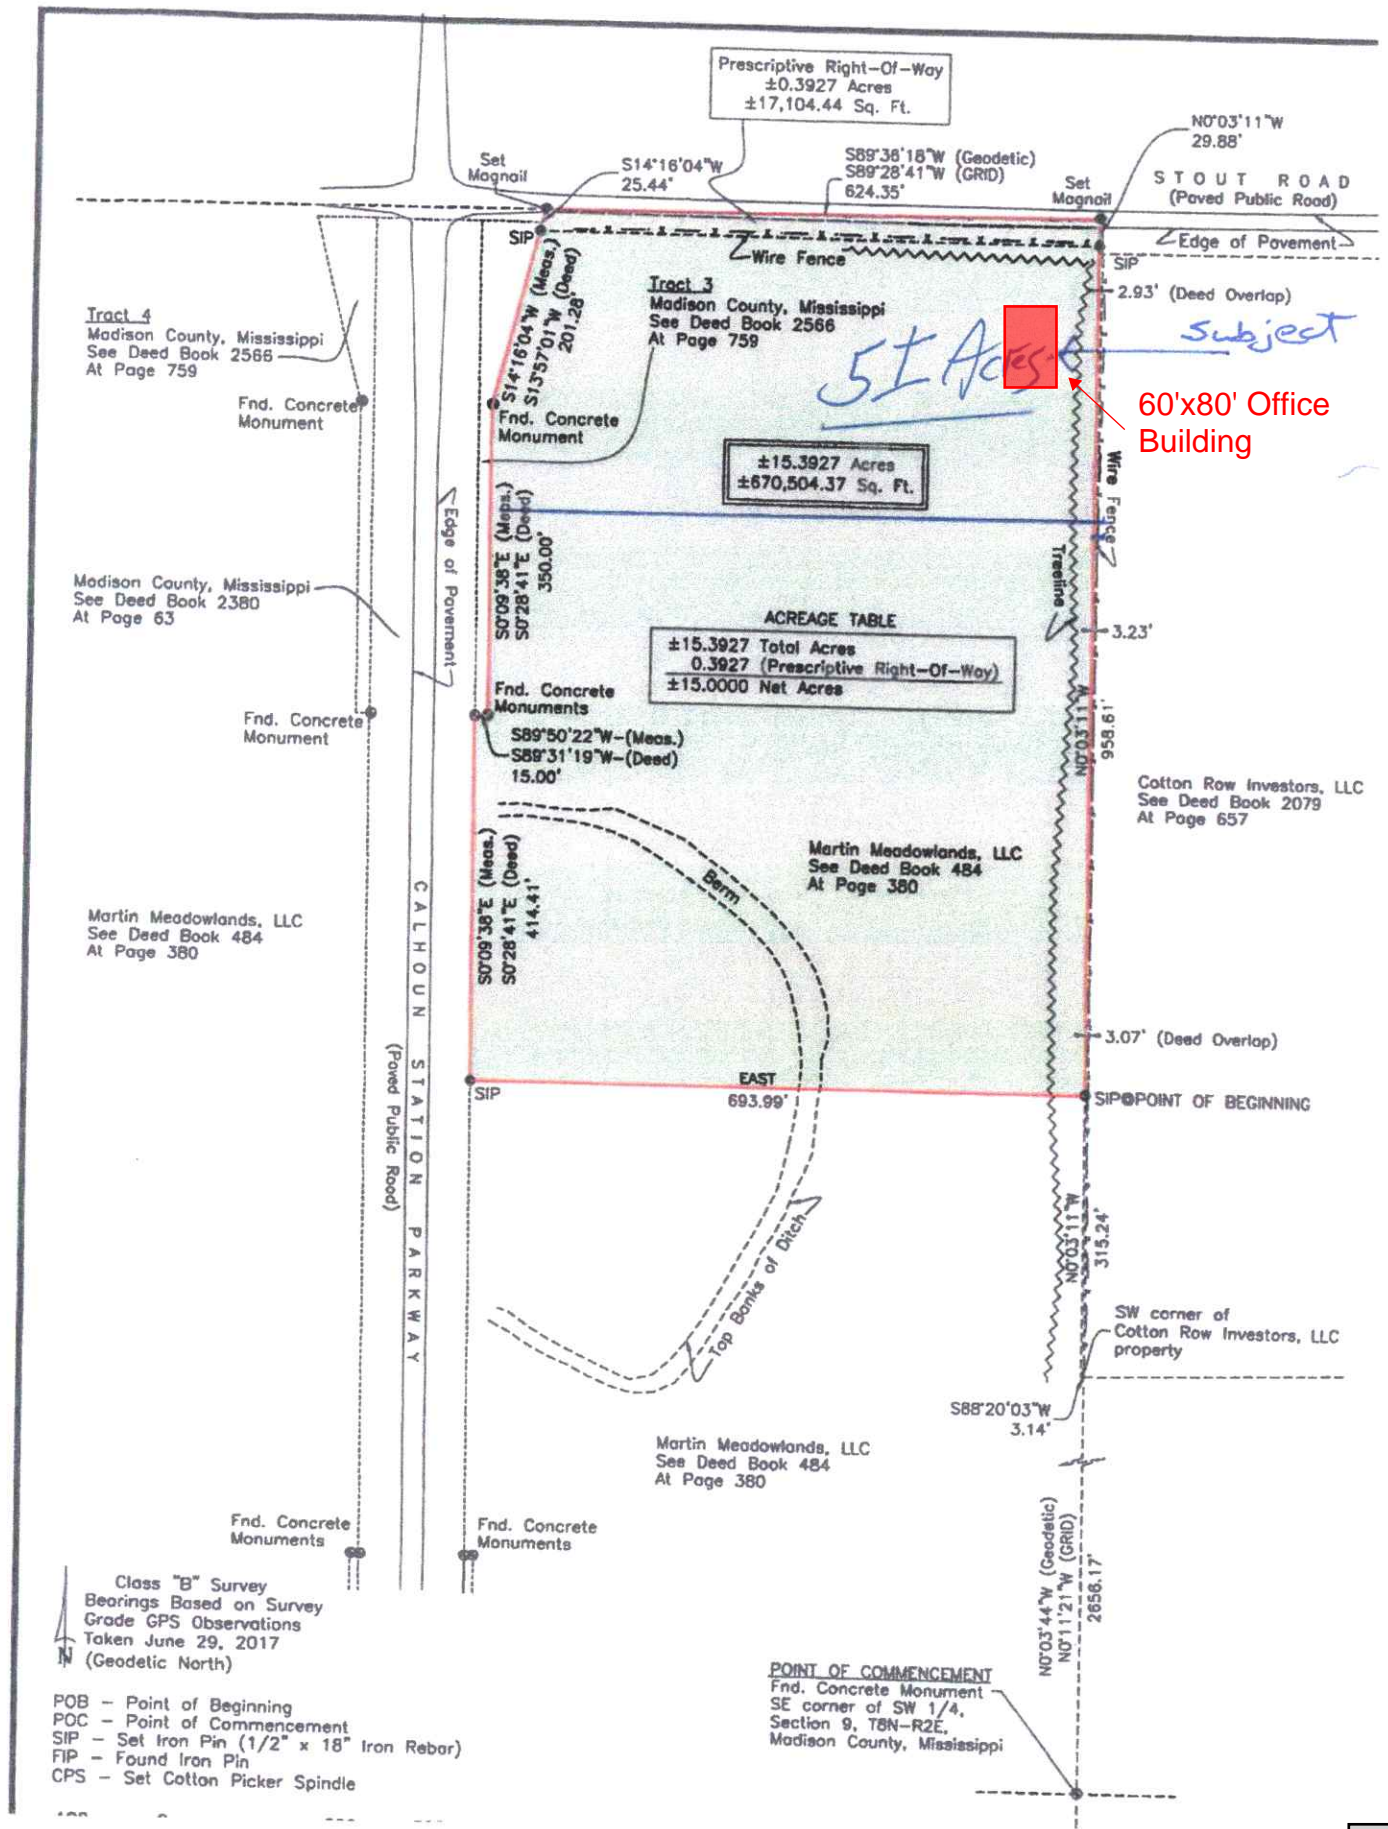 Prescriptive Right-Of-Way
±0.3927 Acres
±17,104.44 Sq. Ft.
N0°03'11"W
29.88'
S14°16'04"W
25.44'
S89°38'18"W (Geodetic)
S89°28'41"W (GRID)
624.35'
Set
Magnail
Set
Magnail
STOUT ROAD
(Paved Public Road)
Edge of Pavement
SIP
SIP
Wire Fence
2.93' (Deed Overlap)
Subject
Tract 4
Madison County, Mississippi
See Deed Book 2566
At Page 759
Tract 3
Madison County, Mississippi
See Deed Book 2566
At Page 759
S14°16'04"W (Meas.)
S13°57'01"W (Deed)
201.28'
5± Acres
60'x80' Office
Building
Fnd. Concrete
Monument
Fnd. Concrete
Monument
±15.3927 Acres
±670,504.37 Sq. Ft.
Wire Fence
Edge of Pavement
S0°09'38"E (Meas.)
S0°28'41"E (Deed)
350.00'
Treeline
Madison County, Mississippi
See Deed Book 2380
At Page 63
ACREAGE TABLE
±15.3927 Total Acres
0.3927 (Prescriptive Right-Of-Way)
±15.0000 Net Acres
3.23'
Fnd. Concrete
Monument
Fnd. Concrete
Monuments
S89°50'22"W-(Meas.)
S89°31'19"W-(Deed)
15.00'
N0°03'11"W
958.61'
Cotton Row Investors, LLC
See Deed Book 2079
At Page 657
Martin Meadowlands, LLC
See Deed Book 484
At Page 380
Berm
S0°09'38"E (Meas.)
S0°28'41"E (Deed)
414.41'
Martin Meadowlands, LLC
See Deed Book 484
At Page 380
CALHOUN STATION PARKWAY
(Paved Public Road)
3.07' (Deed Overlap)
SIP
EAST
693.99'
SIP@POINT OF BEGINNING
Top Banks of Ditch
N0°03'11"W
315.24'
SW corner of
Cotton Row Investors, LLC
property
S88°20'03"W
3.14'
Martin Meadowlands, LLC
See Deed Book 484
At Page 380
Fnd. Concrete
Monuments
Fnd. Concrete
Monuments
N0°03'44"W (Geodetic)
N0°11'21"W (GRID)
2656.17'
Class "B" Survey
Bearings Based on Survey
Grade GPS Observations
Taken June 29, 2017
N (Geodetic North)
POINT OF COMMENCEMENT
Fnd. Concrete Monument
SE corner of SW 1/4,
Section 9, T8N-R2E,
Madison County, Mississippi
POB - Point of Beginning
POC - Point of Commencement
SIP - Set Iron Pin (1/2" x 18" Iron Rebar)
FIP - Found Iron Pin
CPS - Set Cotton Picker Spindle